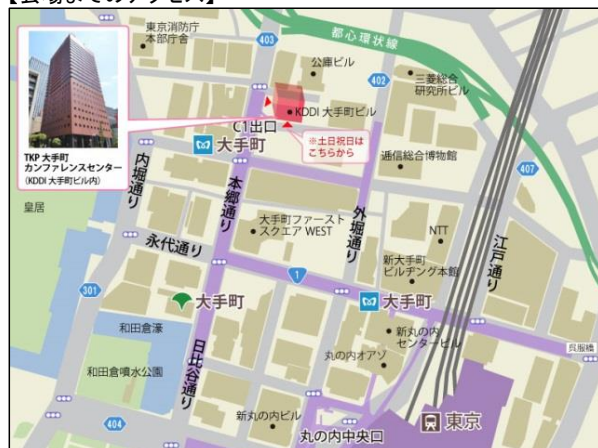 【会場までのアクセス】
東京消防庁
本部庁舎
403
公庫ビル
都心環状線
402
三菱総合
研究所ビル
KDDI 大手町ビル
C1出口
大手町
※土日祝日は
こちらから
逓信総合博物館
407
TKP 大手町
カンファレンスセンター
(KDDI 大手町ビル内)
内堀通り
本郷通り
皇居
大手町ファースト
スクエア WEST
外堀通り
NTT
江戸通り
永代通り
新大手町
ビルヂング本館
1
301
大手町
大手町
新丸の内
センタービル
呉服橋
和田倉濠
丸の内オアゾ
日比谷通り
和田倉噴水公園
東京
404
新丸の内ビル
丸の内中央口